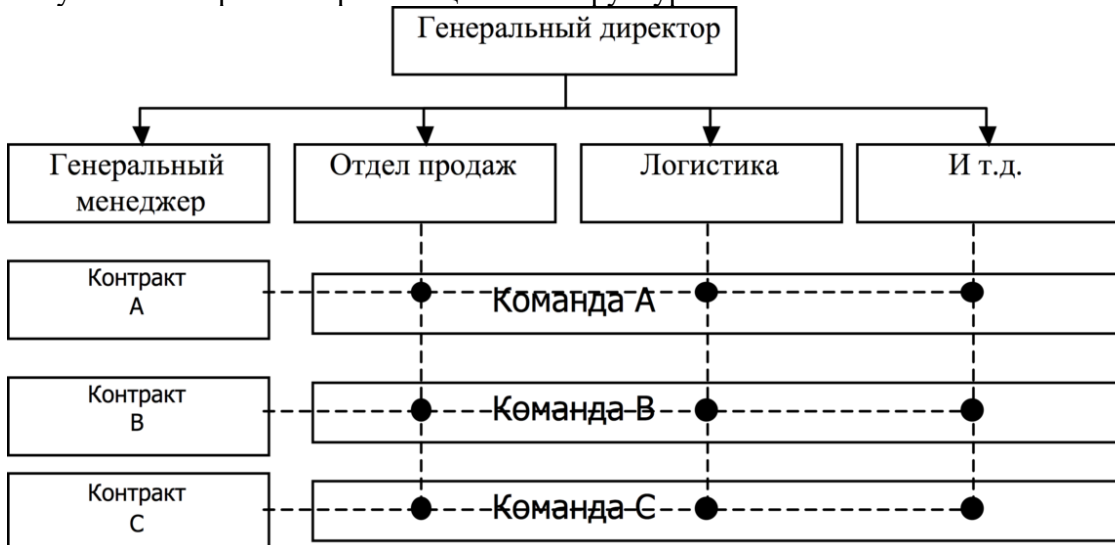 Генеральный директор
Генеральный
менеджер
Отдел продаж
Логистика
И т.д.
Контракт
А
Команда А
Контракт
В
Команда В
Контракт
С
Команда С